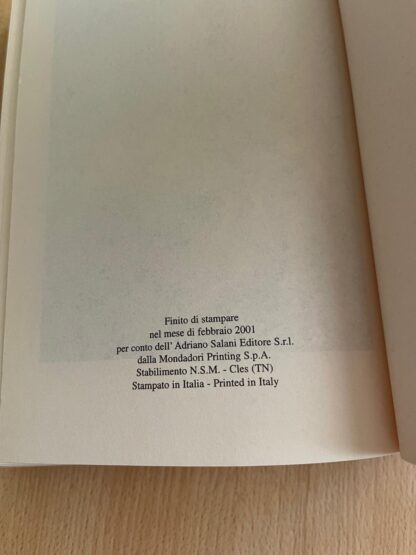 Finito di stampare
nel mese di febbraio 2001
per conto dell' Adriano Salani Editore S.r.l.
dalla Mondadori Printing S.p.A.
Stabilimento N.S.M. - Cles (TN)
Stampato in Italia - Printed in Italy